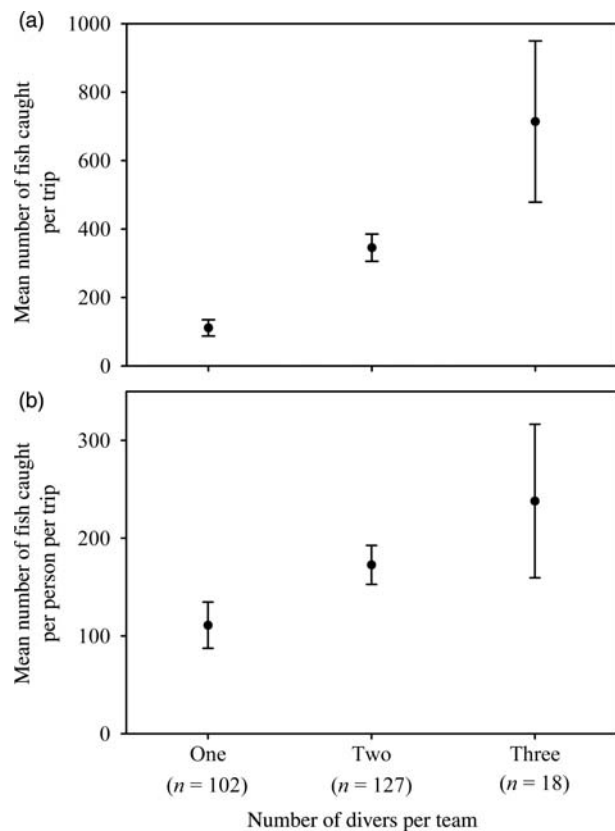 (a)
1000
800
600
400
200
0
Mean number of fish caught
per trip
(b)
300
200
100
0
Mean number of fish caught
per person per trip
One Two Three
(n = 102) (n = 127) (n = 18)
Number of divers per team